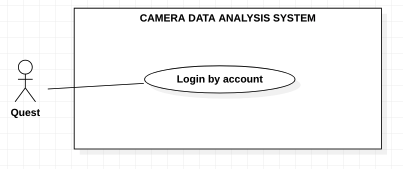 CAMERA DATA ANALYSIS SYSTEM
Login by account
Quest